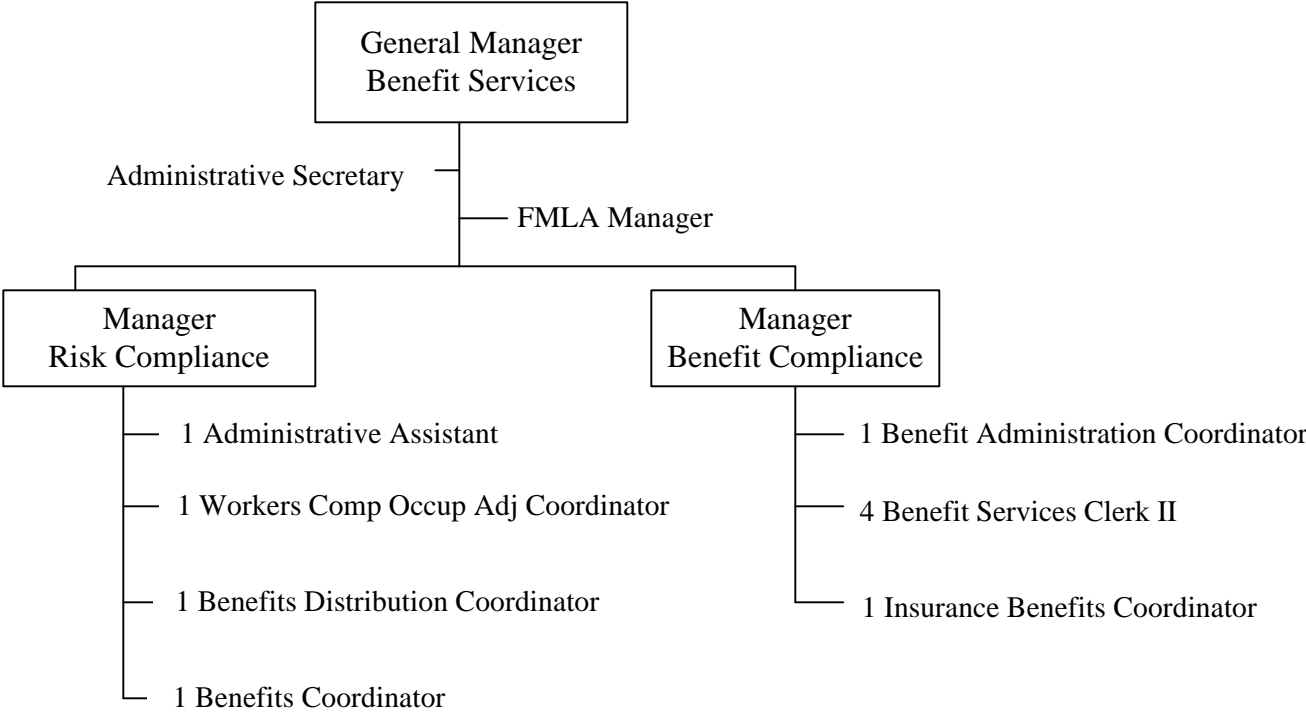 General Manager
Benefit Services
Administrative Secretary
FMLA Manager
Manager
Risk Compliance
1 Administrative Assistant
1 Workers Comp Occup Adj Coordinator
1 Benefits Distribution Coordinator
1 Benefits Coordinator
Manager
Benefit Compliance
1 Benefit Administration Coordinator
4 Benefit Services Clerk II
1 Insurance Benefits Coordinator